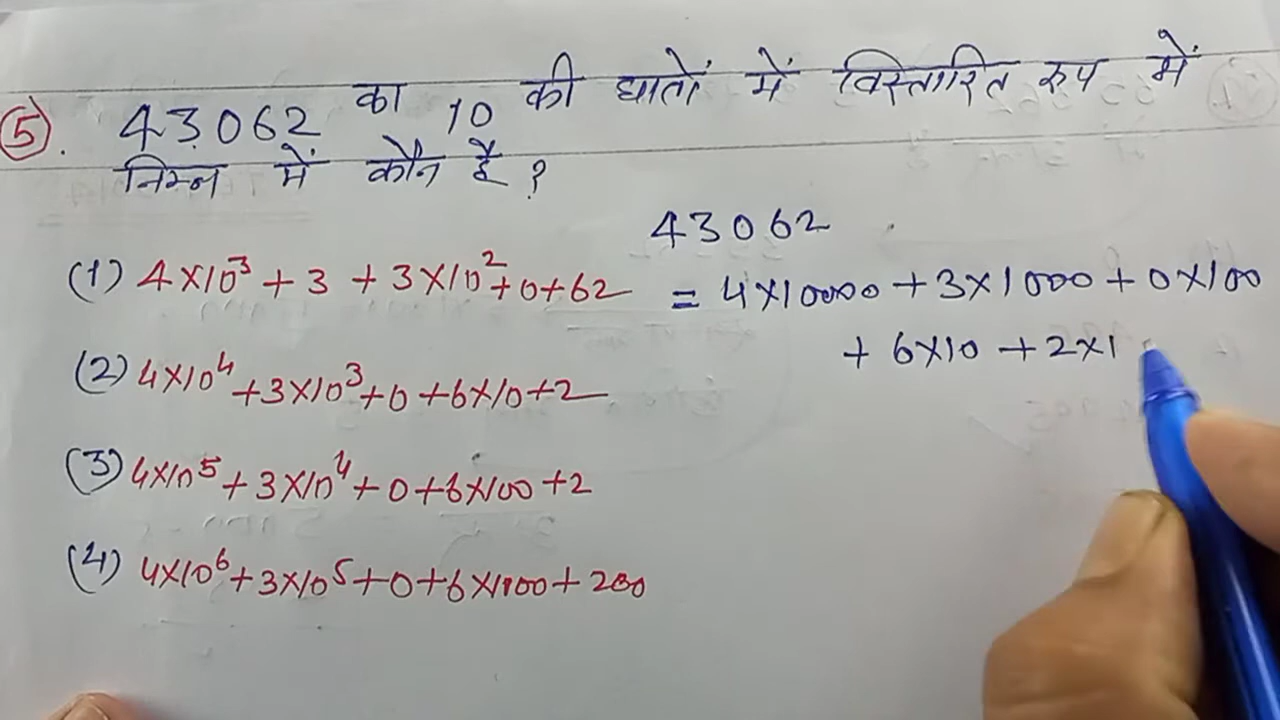 (5). 43062 का 10 की घातों में विस्तारित रुप में
निम्न में कौन है ?
43062
(1) 4×10³ + 3 + 3×10² + 0 + 62
= 4×10000 + 3×1000 + 0×100
+ 6×10 + 2×1
(2) 4×10⁴ + 3×10³ + 0 + 6×10 + 2
(3) 4×10⁵ + 3×10⁴ + 0 + 6×100 + 2
(4) 4×10⁶ + 3×10⁵ + 0 + 6×100 + 200